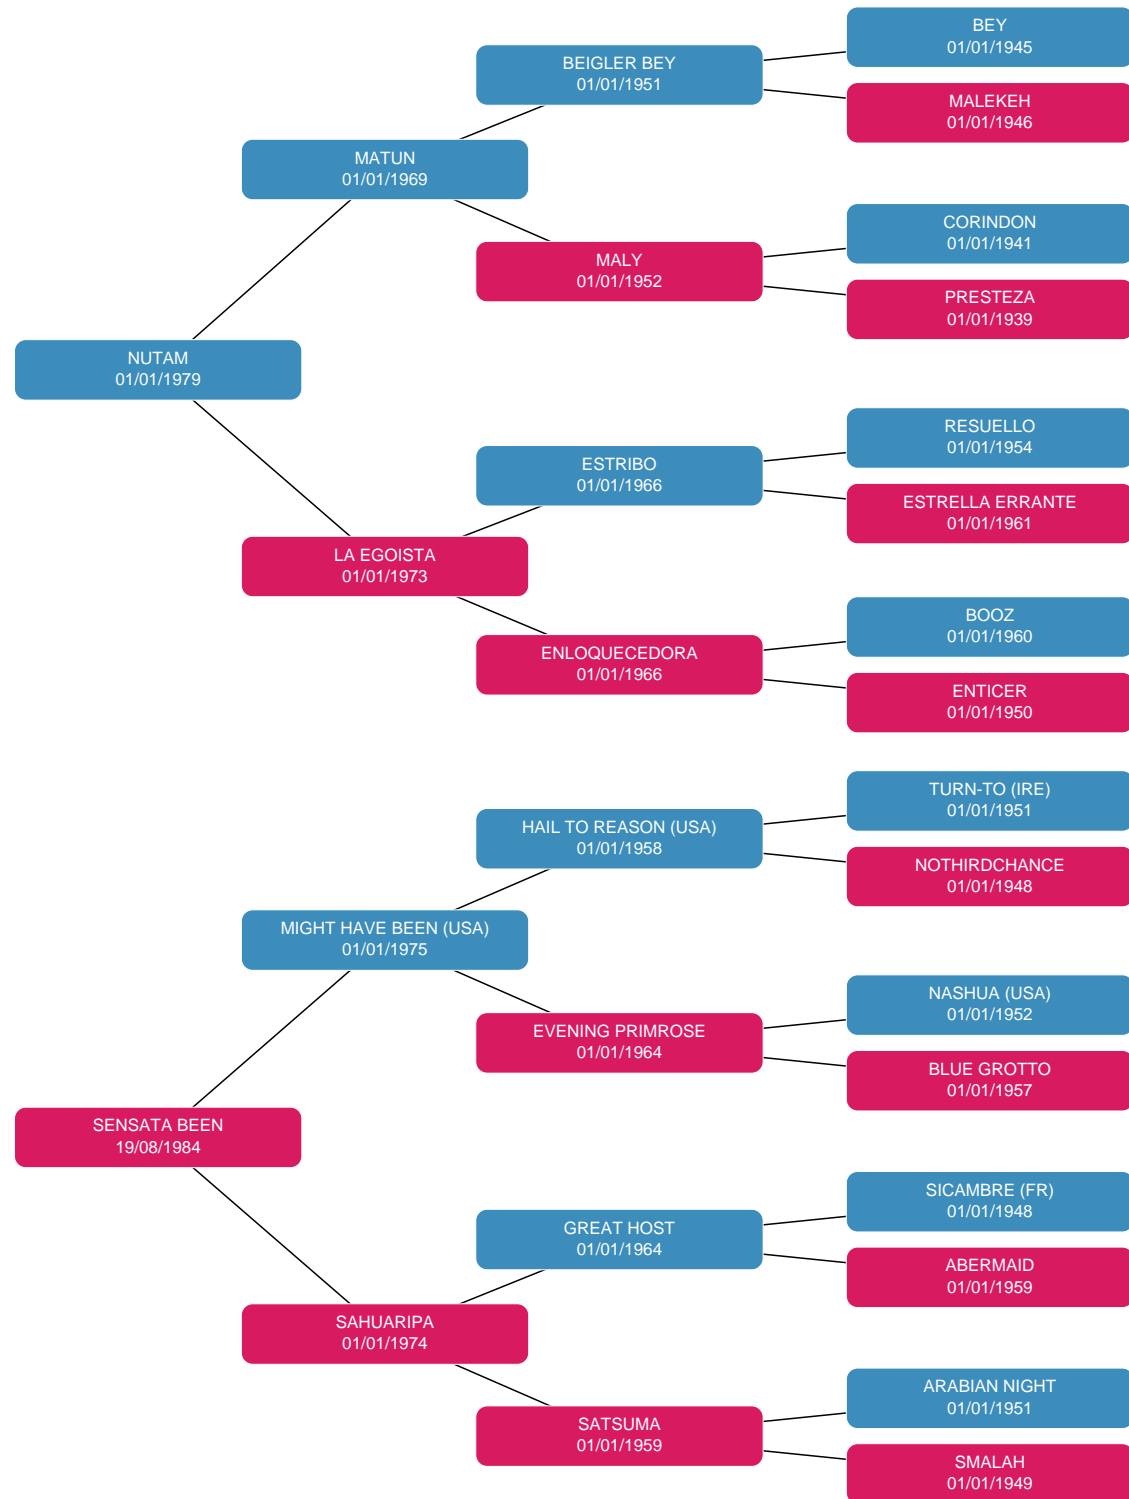 BEY
01/01/1945
BEIGLER BEY
01/01/1951
MALEKEH
01/01/1946
MATUN
01/01/1969
CORINDON
01/01/1941
MALY
01/01/1952
PRESTEZA
01/01/1939
NUTAM
01/01/1979
RESUELLO
01/01/1954
ESTRIBO
01/01/1966
ESTRELLA ERRANTE
01/01/1961
LA EGOISTA
01/01/1973
BOOZ
01/01/1960
ENLOQUECEDORA
01/01/1966
ENTICER
01/01/1950
TURN-TO (IRE)
01/01/1951
HAIL TO REASON (USA)
01/01/1958
NOTHIRDCHANCE
01/01/1948
MIGHT HAVE BEEN (USA)
01/01/1975
NASHUA (USA)
01/01/1952
EVENING PRIMROSE
01/01/1964
BLUE GROTTO
01/01/1957
SENSATA BEEN
19/08/1984
SICAMBRE (FR)
01/01/1948
GREAT HOST
01/01/1964
ABERMAID
01/01/1959
SAHUARIPA
01/01/1974
ARABIAN NIGHT
01/01/1951
SATSUMA
01/01/1959
SMALAH
01/01/1949